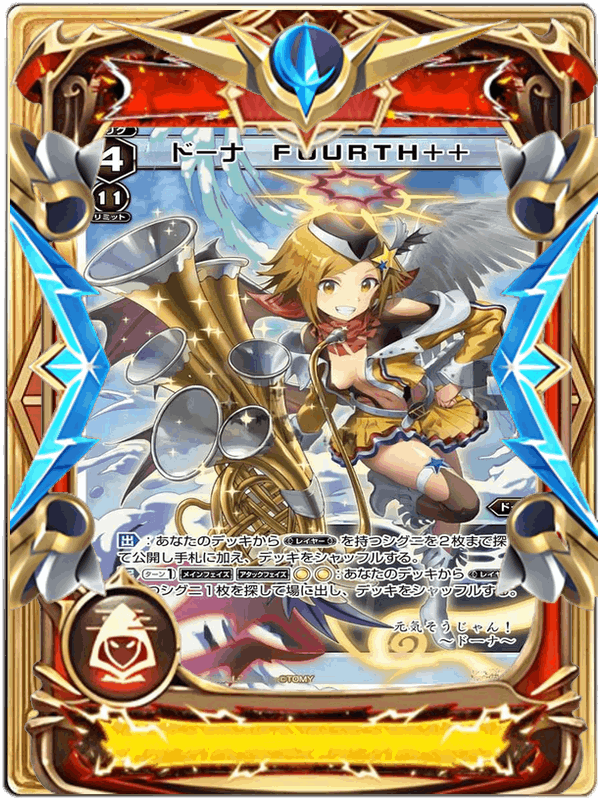 4
ドーナ FOURTH++
11
リミット
出：あなたのデッキから レイヤー を持つシグニを２枚まで探
て公開し手札に加え、デッキをシャッフルする。
ターン1 メインフェイズ アタックフェイズ：あなたのデッキから レイヤ
つシグニ１枚を探して場に出し、デッキをシャッフルする。
元気そうじゃん！
～ドーナ～
©TOMY